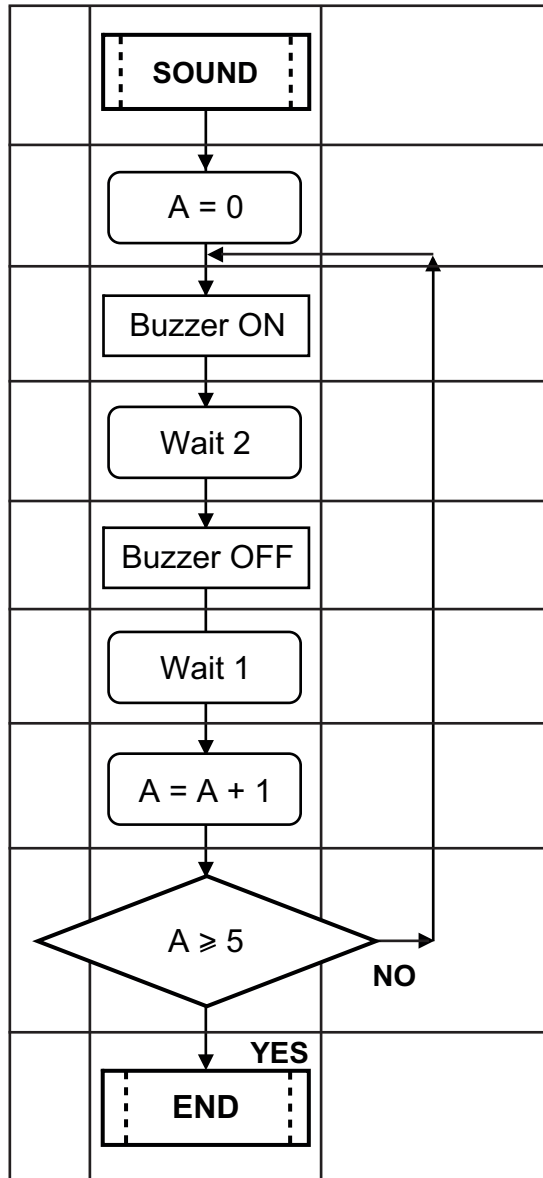 SOUND
A = 0
Buzzer ON
Wait 2
Buzzer OFF
Wait 1
A = A + 1
A ⩾ 5
NO
YES
END